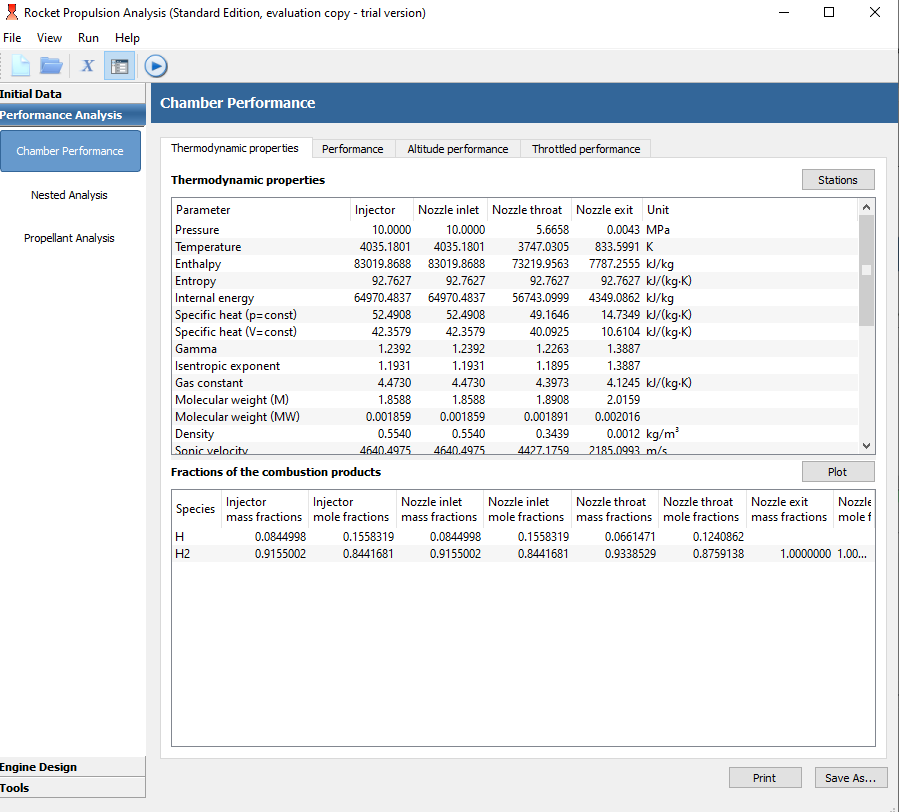 Rocket Propulsion Analysis (Standard Edition, evaluation copy - trial version)
File View Run Help
Initial Data
Performance Analysis
Chamber Performance
Nested Analysis
Propellant Analysis
Engine Design
Tools
Chamber Performance
Thermodynamic properties Performance Altitude performance Throttled performance
Thermodynamic properties Stations
Parameter Injector Nozzle inlet Nozzle throat Nozzle exit Unit
Pressure 10.0000 10.0000 5.6658 0.0043 MPa
Temperature 4035.1801 4035.1801 3747.0305 833.5991 K
Enthalpy 83019.8688 83019.8688 73219.9563 7787.2555 kJ/kg
Entropy 92.7627 92.7627 92.7627 92.7627 kJ/(kg·K)
Internal energy 64970.4837 64970.4837 56743.0999 4349.0862 kJ/kg
Specific heat (p=const) 52.4908 52.4908 49.1646 14.7349 kJ/(kg·K)
Specific heat (V=const) 42.3579 42.3579 40.0925 10.6104 kJ/(kg·K)
Gamma 1.2392 1.2392 1.2263 1.3887
Isentropic exponent 1.1931 1.1931 1.1895 1.3887
Gas constant 4.4730 4.4730 4.3973 4.1245 kJ/(kg·K)
Molecular weight (M) 1.8588 1.8588 1.8908 2.0159
Molecular weight (MW) 0.001859 0.001859 0.001891 0.002016
Density 0.5540 0.5540 0.3439 0.0012 kg/m³
Sonic velocity 4640.4975 4640.4975 4427.1759 2185.0993 m/s
Fractions of the combustion products Plot
Species Injector mass fractions Injector mole fractions Nozzle inlet mass fractions Nozzle inlet mole fractions Nozzle throat mass fractions Nozzle throat mole fractions Nozzle exit mass fractions Nozzle mole f
H 0.0844998 0.1558319 0.0844998 0.1558319 0.0661471 0.1240862
H2 0.9155002 0.8441681 0.9155002 0.8441681 0.9338529 0.8759138 1.0000000 1.00...
Print Save As...